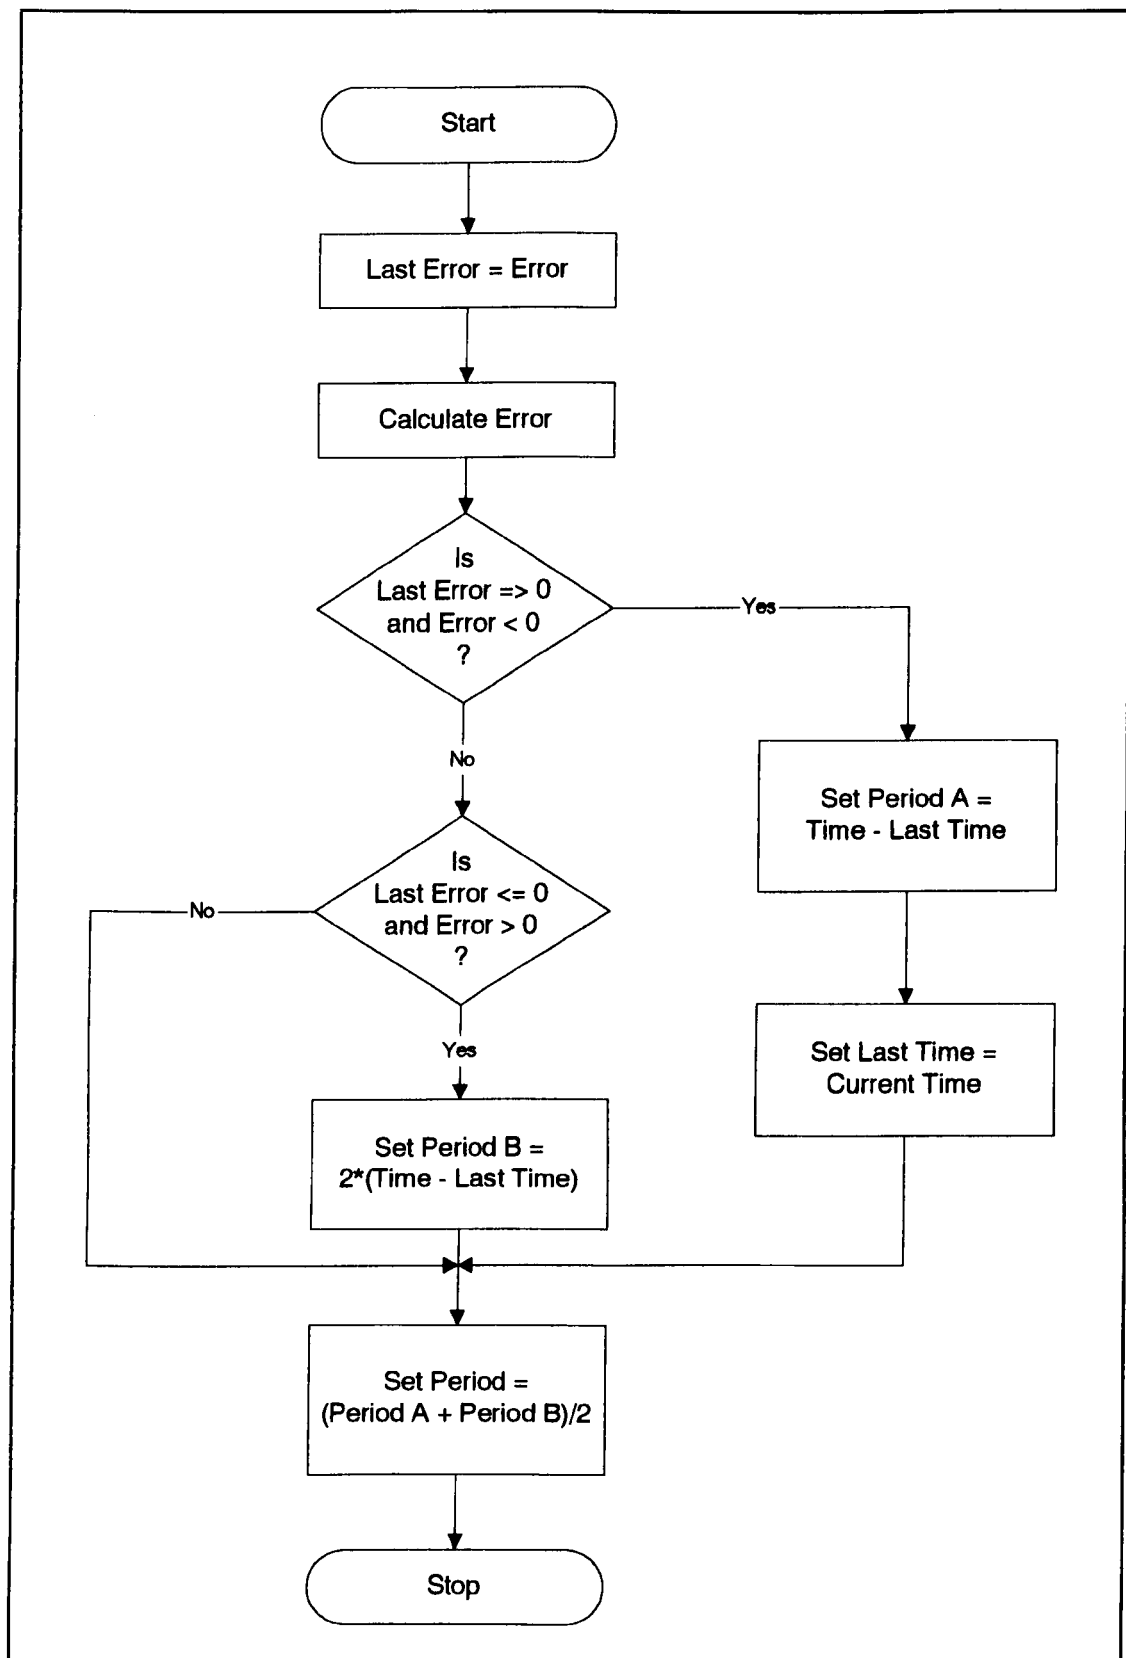 Start
Last Error = Error
Calculate Error
Is
Last Error => 0
and Error < 0
?
Yes
No
Set Period A =
Time - Last Time
Is
Last Error <= 0
and Error > 0
?
No
Yes
Set Last Time =
Current Time
Set Period B =
2*(Time - Last Time)
Set Period =
(Period A + Period B)/2
Stop